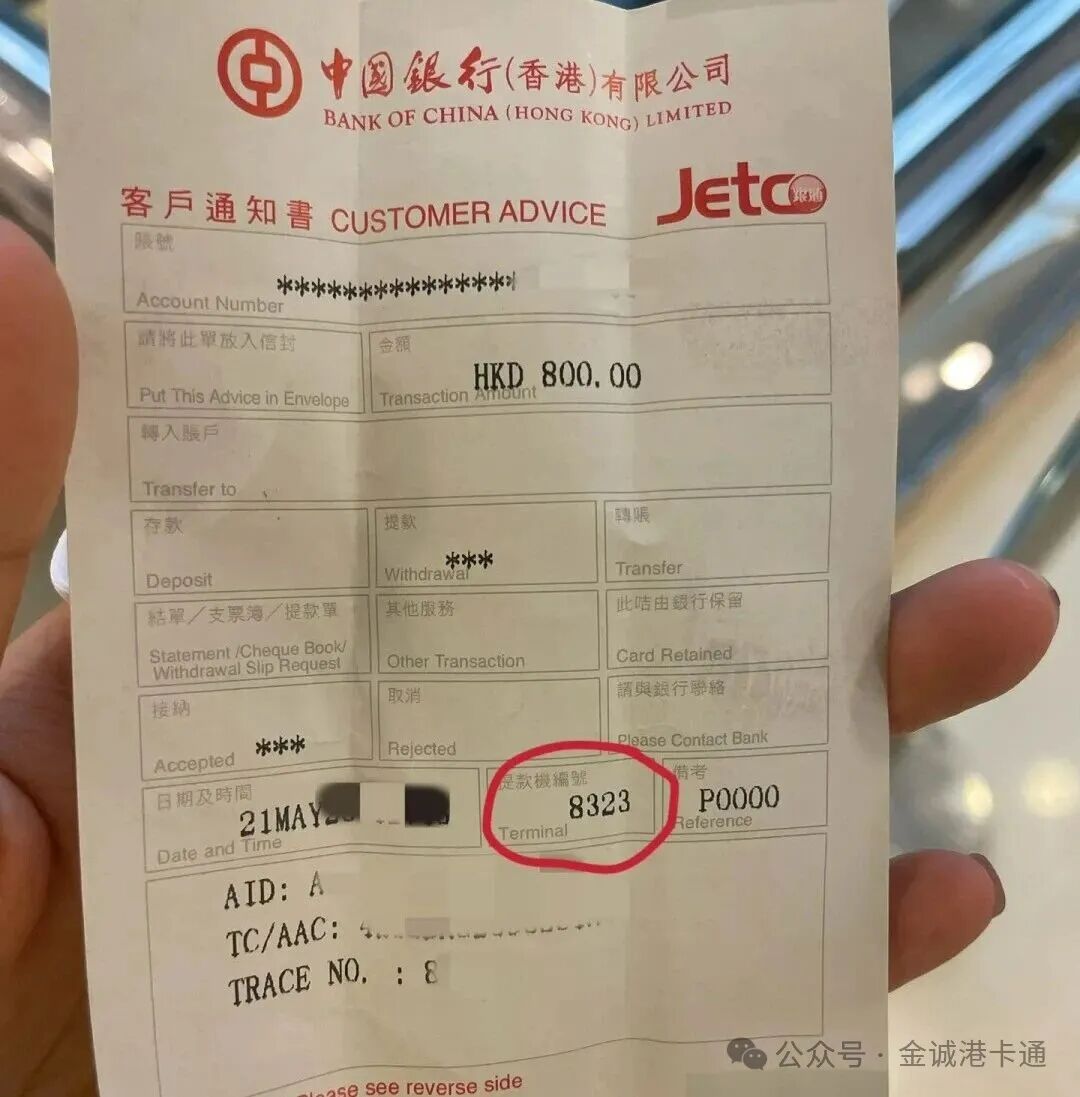 中國銀行(香港)有限公司
BANK OF CHINA (HONG KONG) LIMITED
Jetco 銀通
客戶通知書 CUSTOMER ADVICE
賬號
**************
Account Number
請將此單放入信封
Put This Advice in Envelope
金額
HKD 800.00
Transaction Amount
轉入賬戶
Transfer to
存款
Deposit
提款
***
Withdrawal
轉賬
Transfer
結單／支票簿／提款單
Statement /Cheque Book/
Withdrawal Slip Request
其他服務
Other Transaction
此咭由銀行保留
Card Retained
接納
***
Accepted
取消
Rejected
請與銀行聯絡
Please Contact Bank
日期及時間
21MAY
Date and Time
提款機編號
8323
Terminal
備考
P0000
Reference
AID: A
TC/AAC:
TRACE NO. : 8
Please see reverse side
公众号 · 金诚港卡通